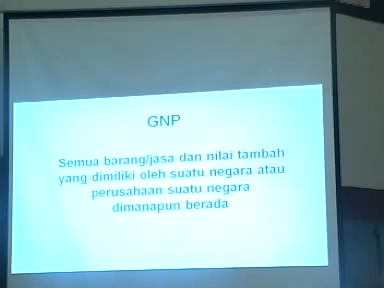 GNP
Semua barang/jasa dan nilai tambah
yang dimiliki oleh suatu negara atau
perusahaan suatu negara
dimanapun berada